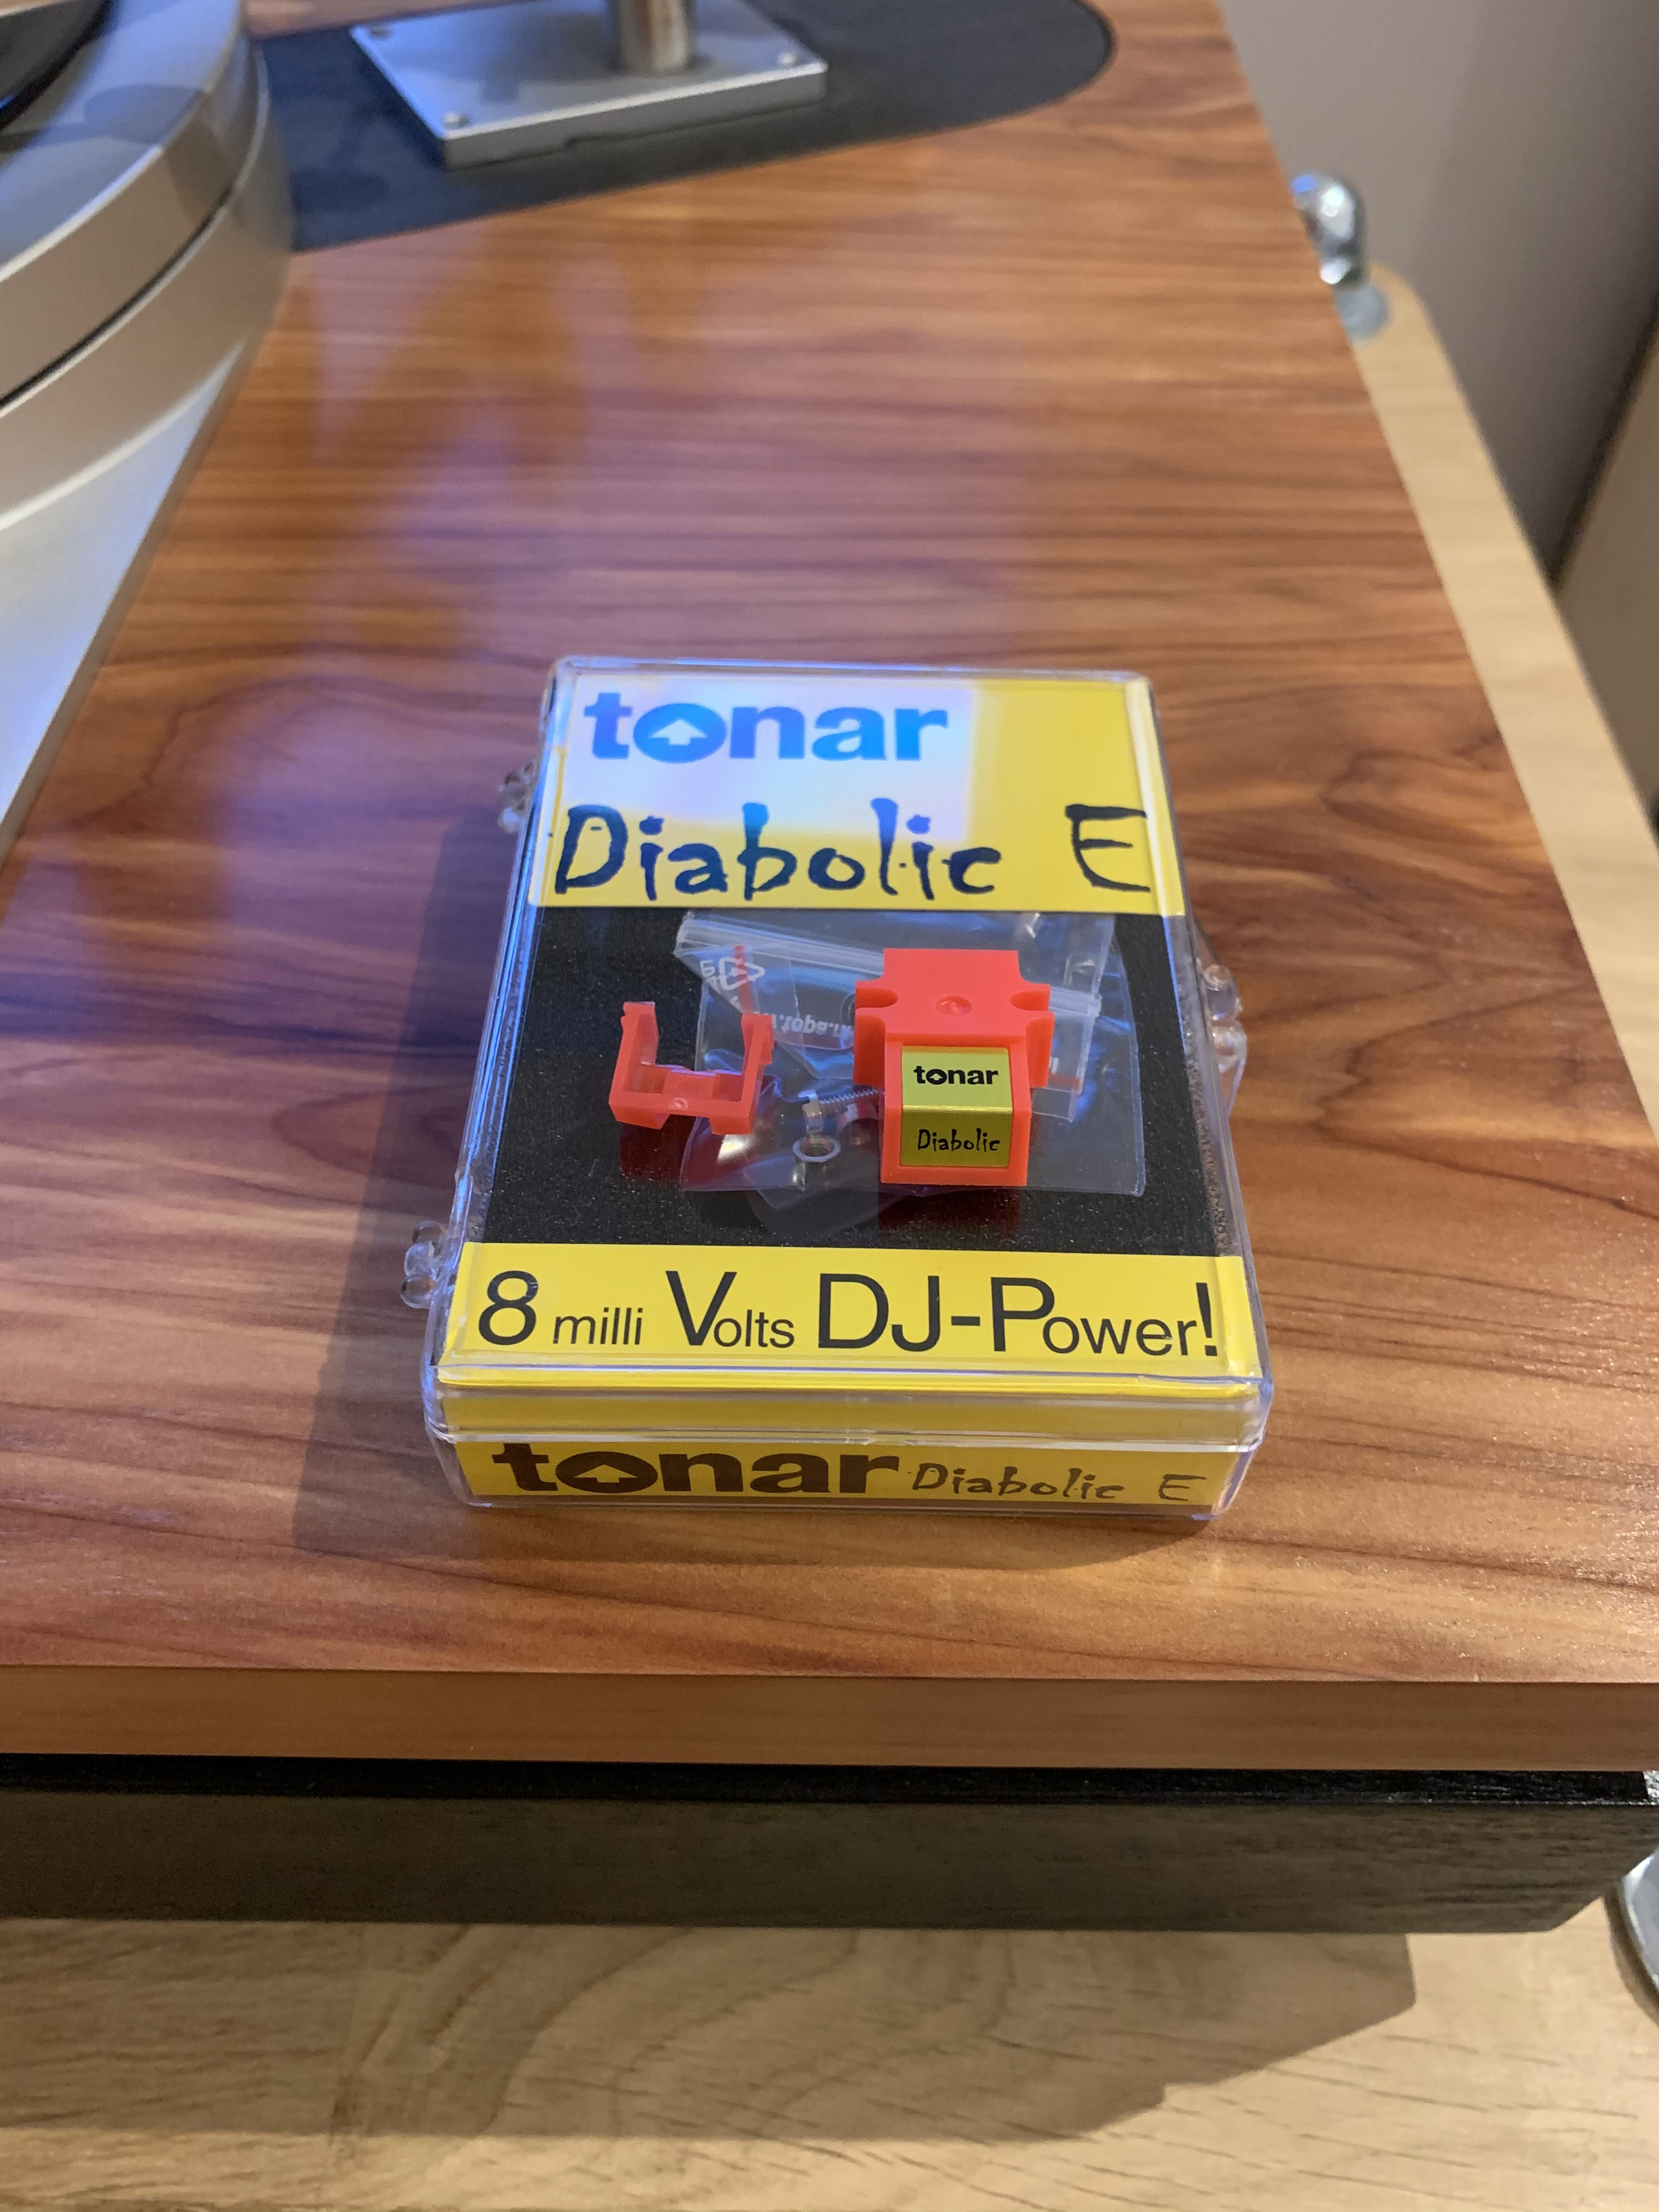 tonar
Diabolic E
tonar
Diabolic
8 milli Volts DJ-Power!
tonar Diabolic E